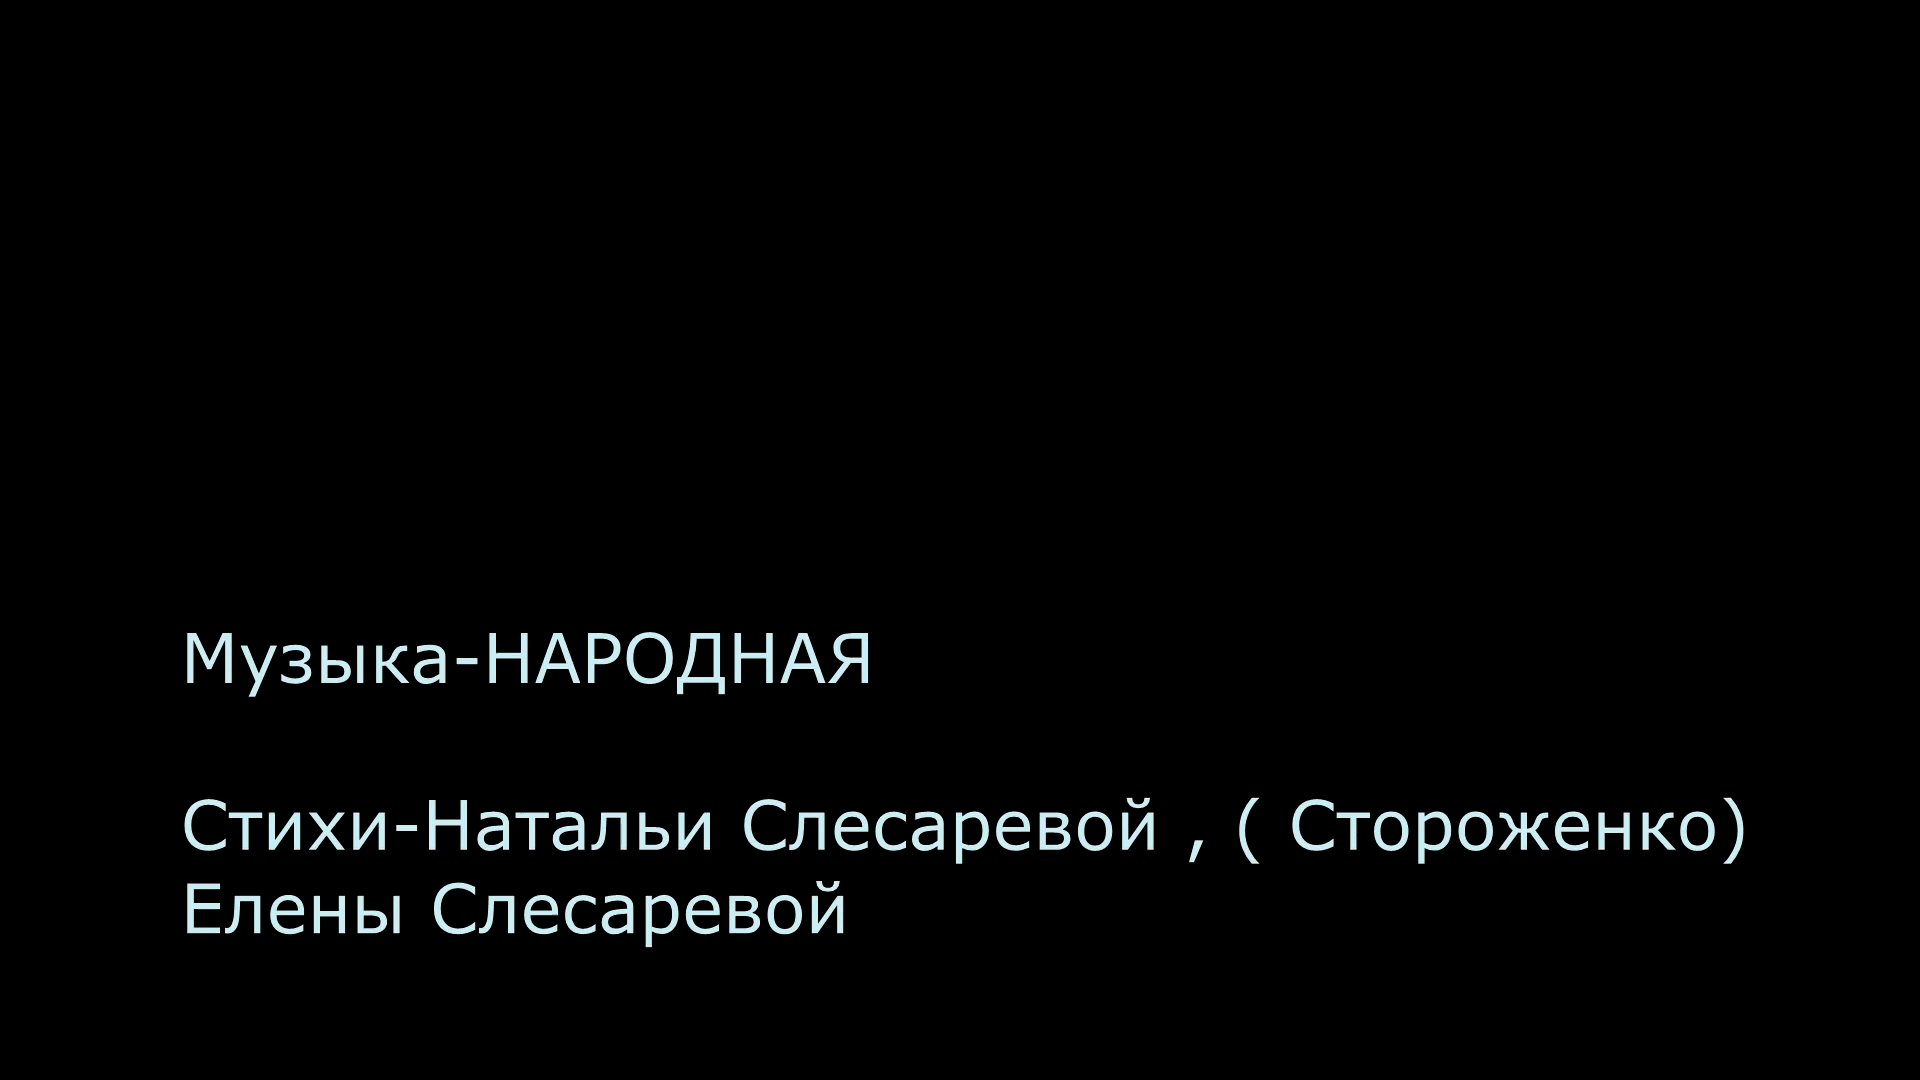 Музыка-НАРОДНАЯ
Стихи-Натальи Слесаревой , ( Стороженко)
Елены Слесаревой